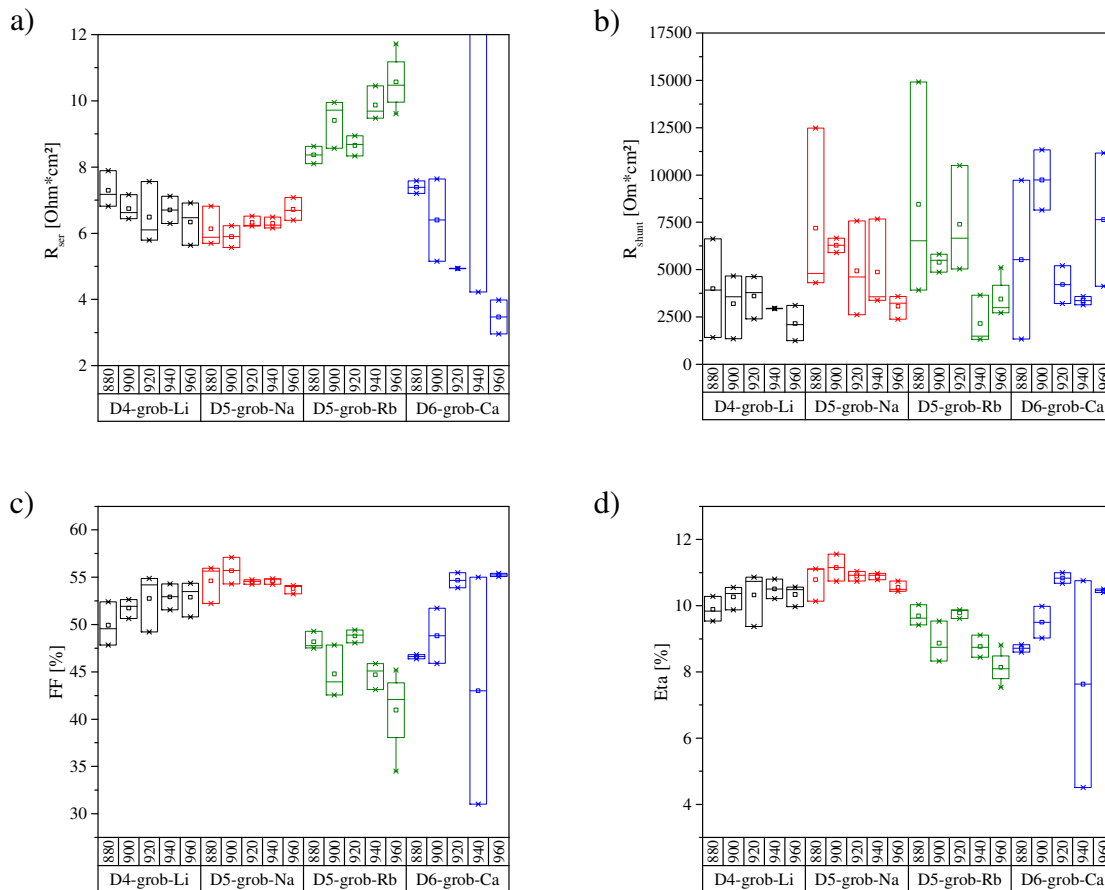 a)
R_ser [Ohm*cm²]
12
10
8
6
4
2
880 900 920 940 960 880 900 920 940 960 880 900 920 940 960 880 900 920 940 960
D4-grob-Li D5-grob-Na D5-grob-Rb D6-grob-Ca
b)
R_shunt [Om*cm²]
17500
15000
12500
10000
7500
5000
2500
0
880 900 920 940 960 880 900 920 940 960 880 900 920 940 960 880 900 920 940 960
D4-grob-Li D5-grob-Na D5-grob-Rb D6-grob-Ca
c)
FF [%]
60
55
50
45
40
35
30
880 900 920 940 960 880 900 920 940 960 880 900 920 940 960 880 900 920 940 960
D4-grob-Li D5-grob-Na D5-grob-Rb D6-grob-Ca
d)
Eta [%]
12
10
8
6
4
880 900 920 940 960 880 900 920 940 960 880 900 920 940 960 880 900 920 940 960
D4-grob-Li D5-grob-Na D5-grob-Rb D6-grob-Ca